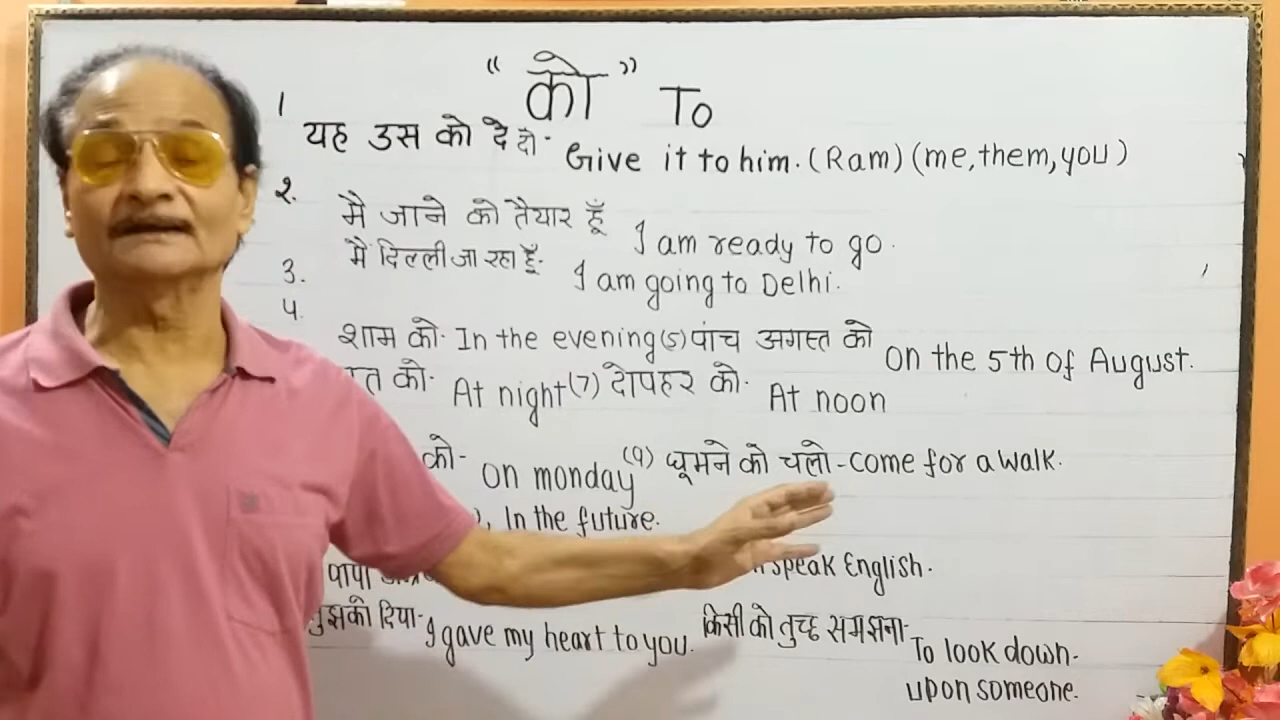 “को” To
1 यह उस को दे दो- Give it to him. (Ram) (me, them, you)
२. मै जाने को तैयार हूँ I am ready to go.
3. मैं दिल्ली जा रहा हूँ- I am going to Delhi.
4. शाम को- In the evening (5) पांच अगस्त को On the 5th of August.
को- At night (7) दोपहर को- At noon
को- On monday (9) घूमने को चलो - come for a walk.
In the future.
पापा speak English.
दिया- I gave my heart to you. किसी को तुच्छ समझना- To look down-
upon someone.